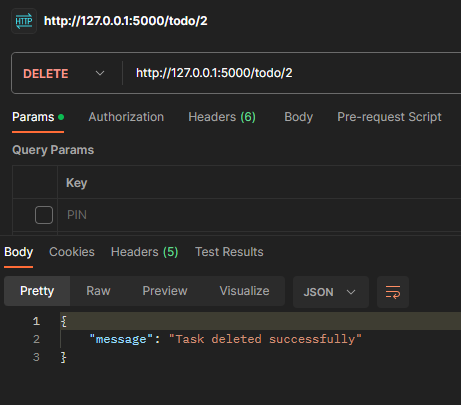 HTTP http://127.0.0.1:5000/todo/2
DELETE http://127.0.0.1:5000/todo/2
Params Authorization Headers (6) Body Pre-request Script
Query Params
Key
PIN
Body Cookies Headers (5) Test Results
Pretty Raw Preview Visualize JSON
1 {
2 "message": "Task deleted successfully"
3 }